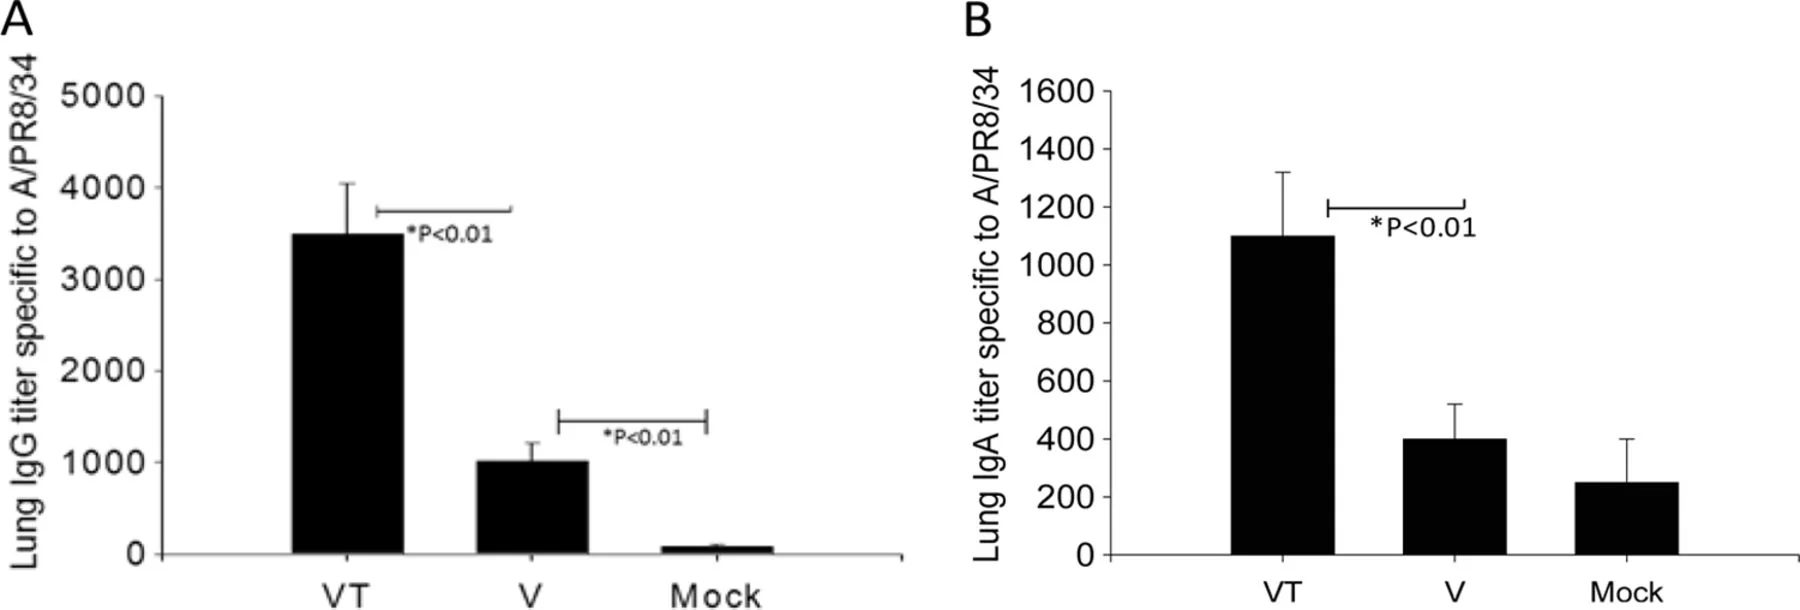 A
Lung IgG titer specific to A/PR8/34
5000
4000
3000
2000
1000
0
*P<0.01
*P<0.01
VT
V
Mock
B
Lung IgA titer specific to A/PR8/34
1600
1400
1200
1000
800
600
400
200
0
*P<0.01
VT
V
Mock